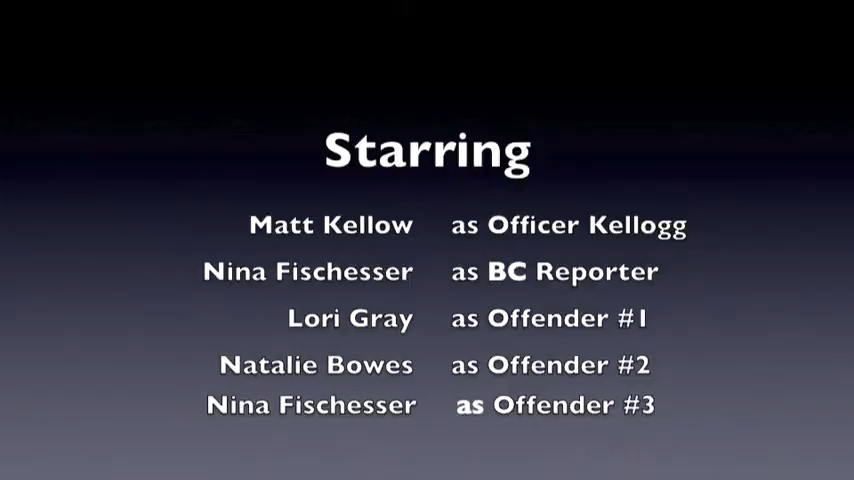 Starring
Matt Kellow as Officer Kellogg
Nina Fischesser as BC Reporter
Lori Gray as Offender #1
Natalie Bowes as Offender #2
Nina Fischesser as Offender #3